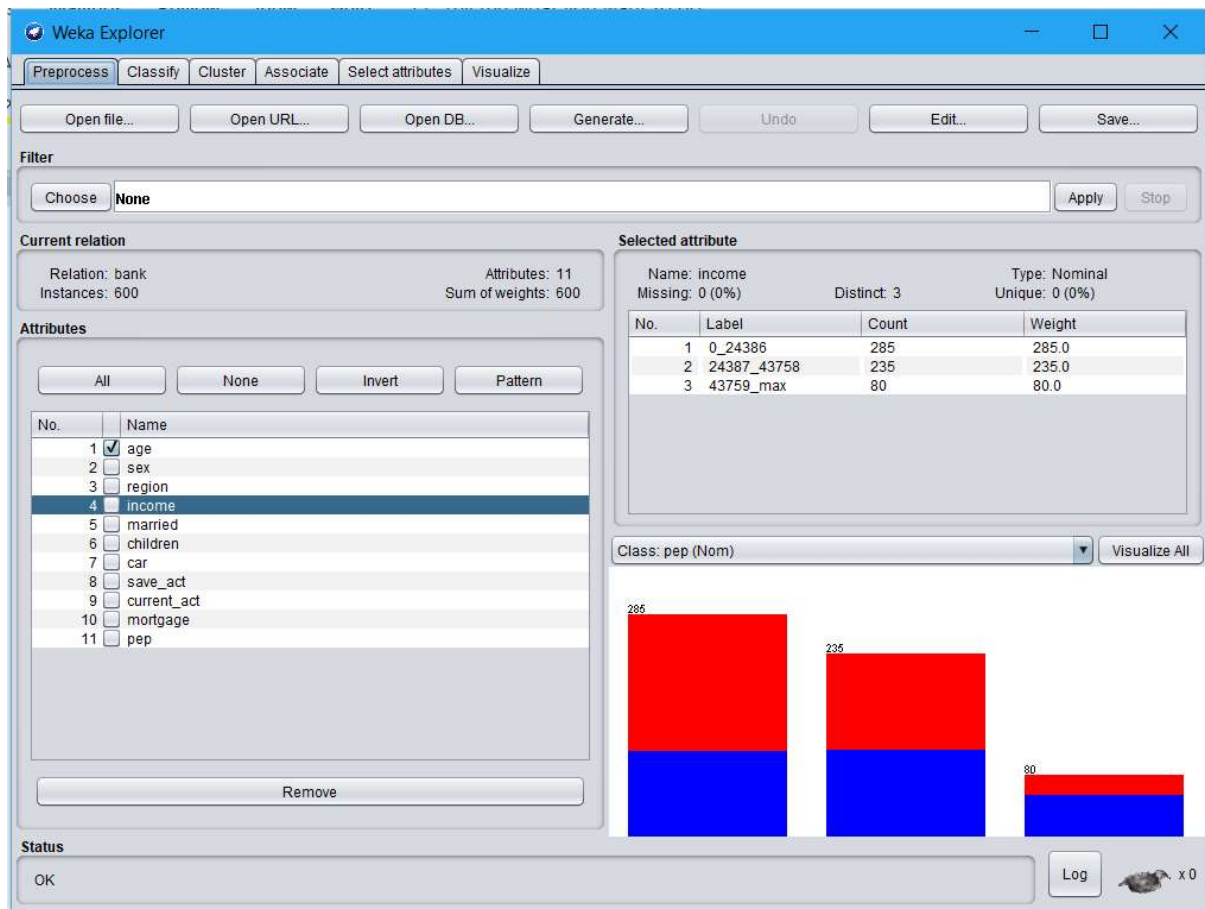 Weka Explorer
Preprocess Classify Cluster Associate Select attributes Visualize
Open file... Open URL... Open DB... Generate... Undo Edit... Save...
Filter
Choose None Apply Stop
Current relation
Relation: bank Attributes: 11
Instances: 600 Sum of weights: 600
Attributes
All None Invert Pattern
No. Name
1 age
2 sex
3 region
4 income
5 married
6 children
7 car
8 save_act
9 current_act
10 mortgage
11 pep
Remove
Selected attribute
Name: income Type: Nominal
Missing: 0 (0%) Distinct: 3 Unique: 0 (0%)
No. Label Count Weight
1 0_24386 285 285.0
2 24387_43758 235 235.0
3 43759_max 80 80.0
Class: pep (Nom) Visualize All
285
235
80
Status
OK Log x 0